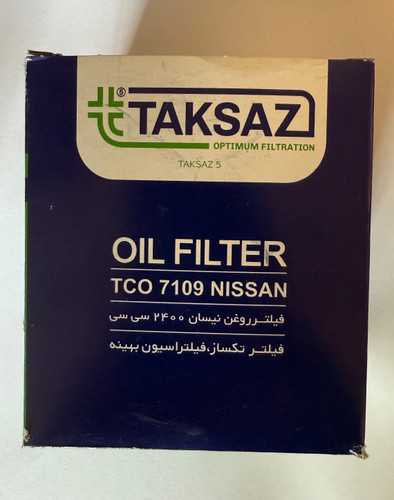 TAKSAZ
OPTIMUM FILTRATION
TAKSAZ 5
OIL FILTER
TCO 7109 NISSAN
فیلتر روغن نیسان ۲۴۰۰ سی سی
فیلتر تکساز،فیلتراسیون بهینه